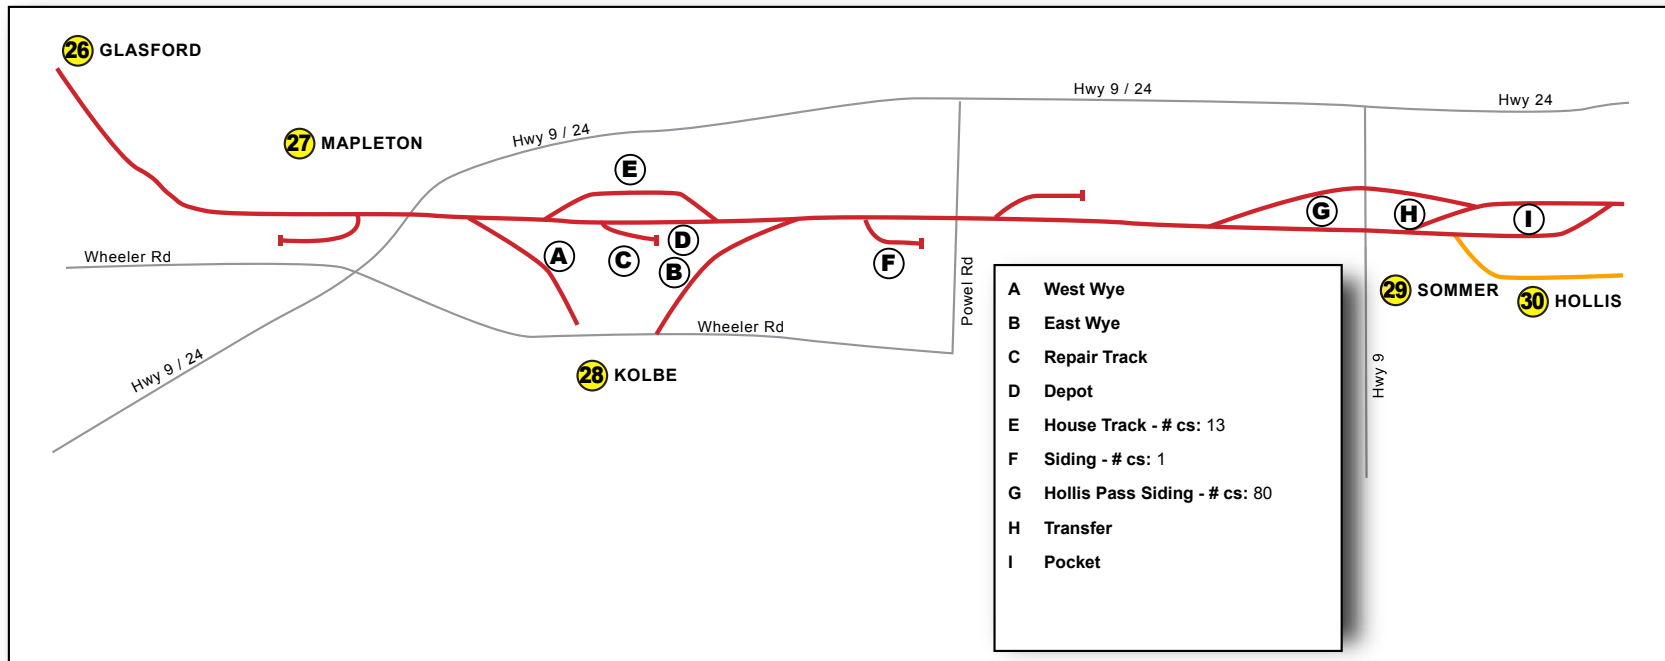 26 GLASFORD
27 MAPLETON
Hwy 9 / 24
Hwy 9 / 24
Hwy 24
E
G
H
I
Wheeler Rd
A
C
D
B
F
Powel Rd
29 SOMMER
30 HOLLIS
Wheeler Rd
Hwy 9 / 24
28 KOLBE
Hwy 9
A West Wye
B East Wye
C Repair Track
D Depot
E House Track - # cs: 13
F Siding - # cs: 1
G Hollis Pass Siding - # cs: 80
H Transfer
I Pocket